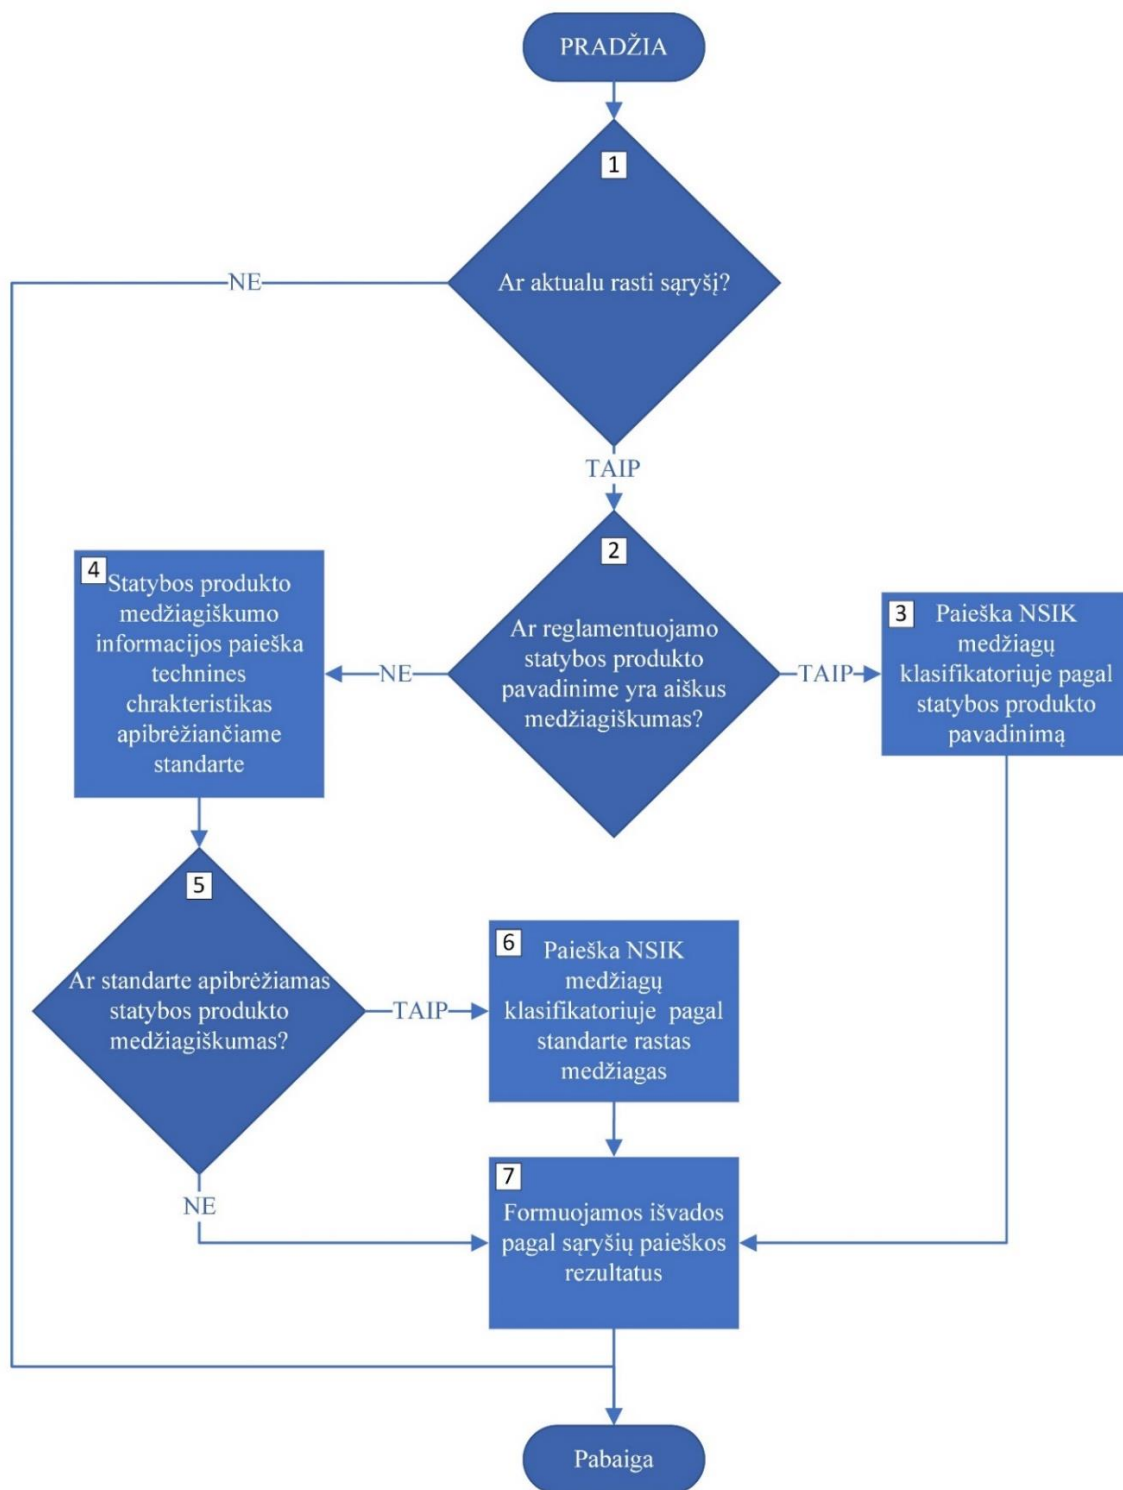 PRADŽIA
1
Ar aktualu rasti sąryšį?
NE
TAIP
2
Ar reglamentuojamo
statybos produkto
pavadinime yra aiškus
medžiagiškumas?
NE
TAIP
3
Paieška NSIK
medžiagų
klasifikatoriuje pagal
statybos produkto
pavadinimą
4
Statybos produkto
medžiagiškumo
informacijos paieška
technines
chrakteristikas
apibrėžiančiame
standarte
5
Ar standarte apibrėžiamas
statybos produkto
medžiagiškumas?
TAIP
NE
6
Paieška NSIK
medžiagų
klasifikatoriuje pagal
standarte rastas
medžiagas
7
Formuojamos išvados
pagal sąryšių paieškos
rezultatus
Pabaiga